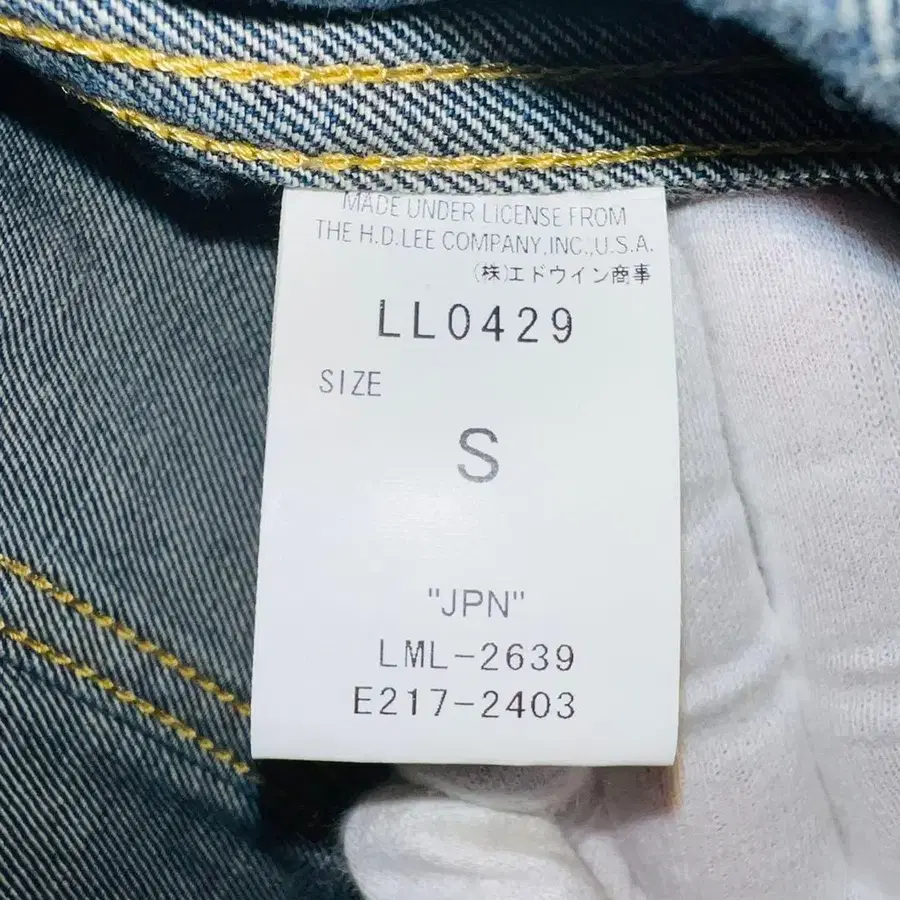 MADE UNDER LICENSE FROM
THE H.D.LEE COMPANY,INC.,U.S.A.
(株)エドウイン商事
LL0429
SIZE
S
"JPN"
LML-2639
E217-2403